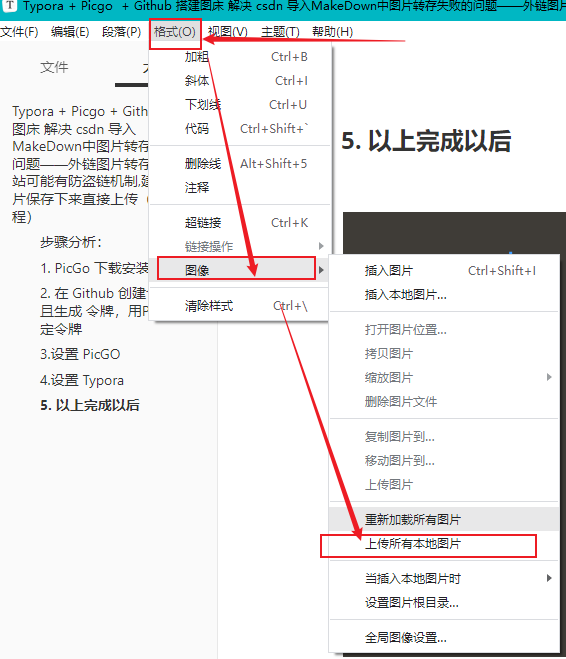 T Typora + Picgo + Github 搭建图床 解决 csdn 导入MakeDown中图片转存失败的问题——外链图片
文件(F) 编辑(E) 段落(P) 格式(O) 视图(V) 主题(T) 帮助(H)
文件
Typora + Picgo + Gith
图床 解决 csdn 导入
MakeDown中图片转存
问题——外链图片转存
站可能有防盗链机制,建
片保存下来直接上传（
程）
步骤分析：
1. PicGo 下载安装
2. 在 Github 创建
且生成 令牌，用P
定令牌
3.设置 PicGO
4.设置 Typora
5. 以上完成以后
加粗 Ctrl+B
斜体 Ctrl+I
下划线 Ctrl+U
代码 Ctrl+Shift+`
删除线 Alt+Shift+5
注释
超链接 Ctrl+K
链接操作
图像
清除样式 Ctrl+\
5. 以上完成以后
插入图片 Ctrl+Shift+I
插入本地图片...
打开图片位置...
拷贝图片
缩放图片
删除图片文件
复制图片到...
移动图片到...
上传图片
重新加载所有图片
上传所有本地图片
当插入本地图片时
设置图片根目录...
全局图像设置...